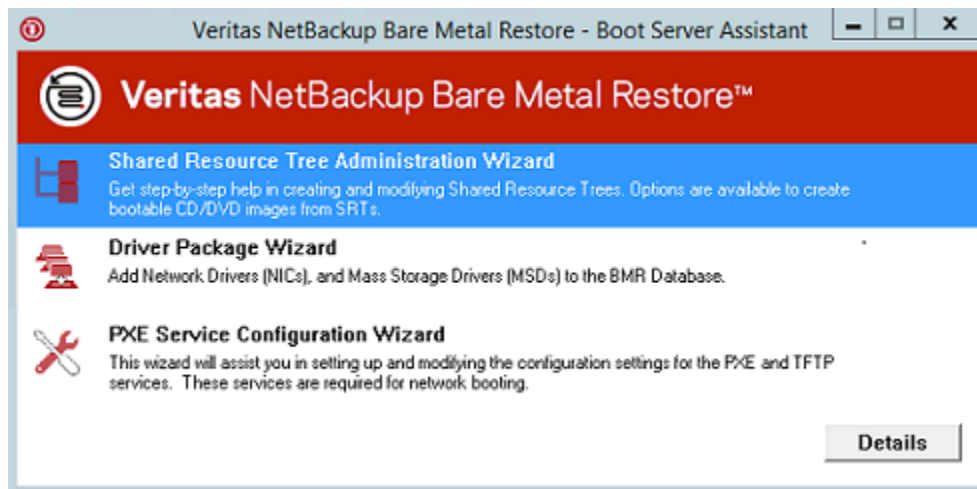 Veritas NetBackup Bare Metal Restore - Boot Server Assistant
Veritas NetBackup Bare Metal Restore™
Shared Resource Tree Administration Wizard
Get step-by-step help in creating and modifying Shared Resource Trees. Options are available to create
bootable CD/DVD images from SRTs.
Driver Package Wizard
Add Network Drivers (NICs), and Mass Storage Drivers (MSDs) to the BMR Database.
PXE Service Configuration Wizard
This wizard will assist you in setting up and modifying the configuration settings for the PXE and TFTP
services. These services are required for network booting.
Details